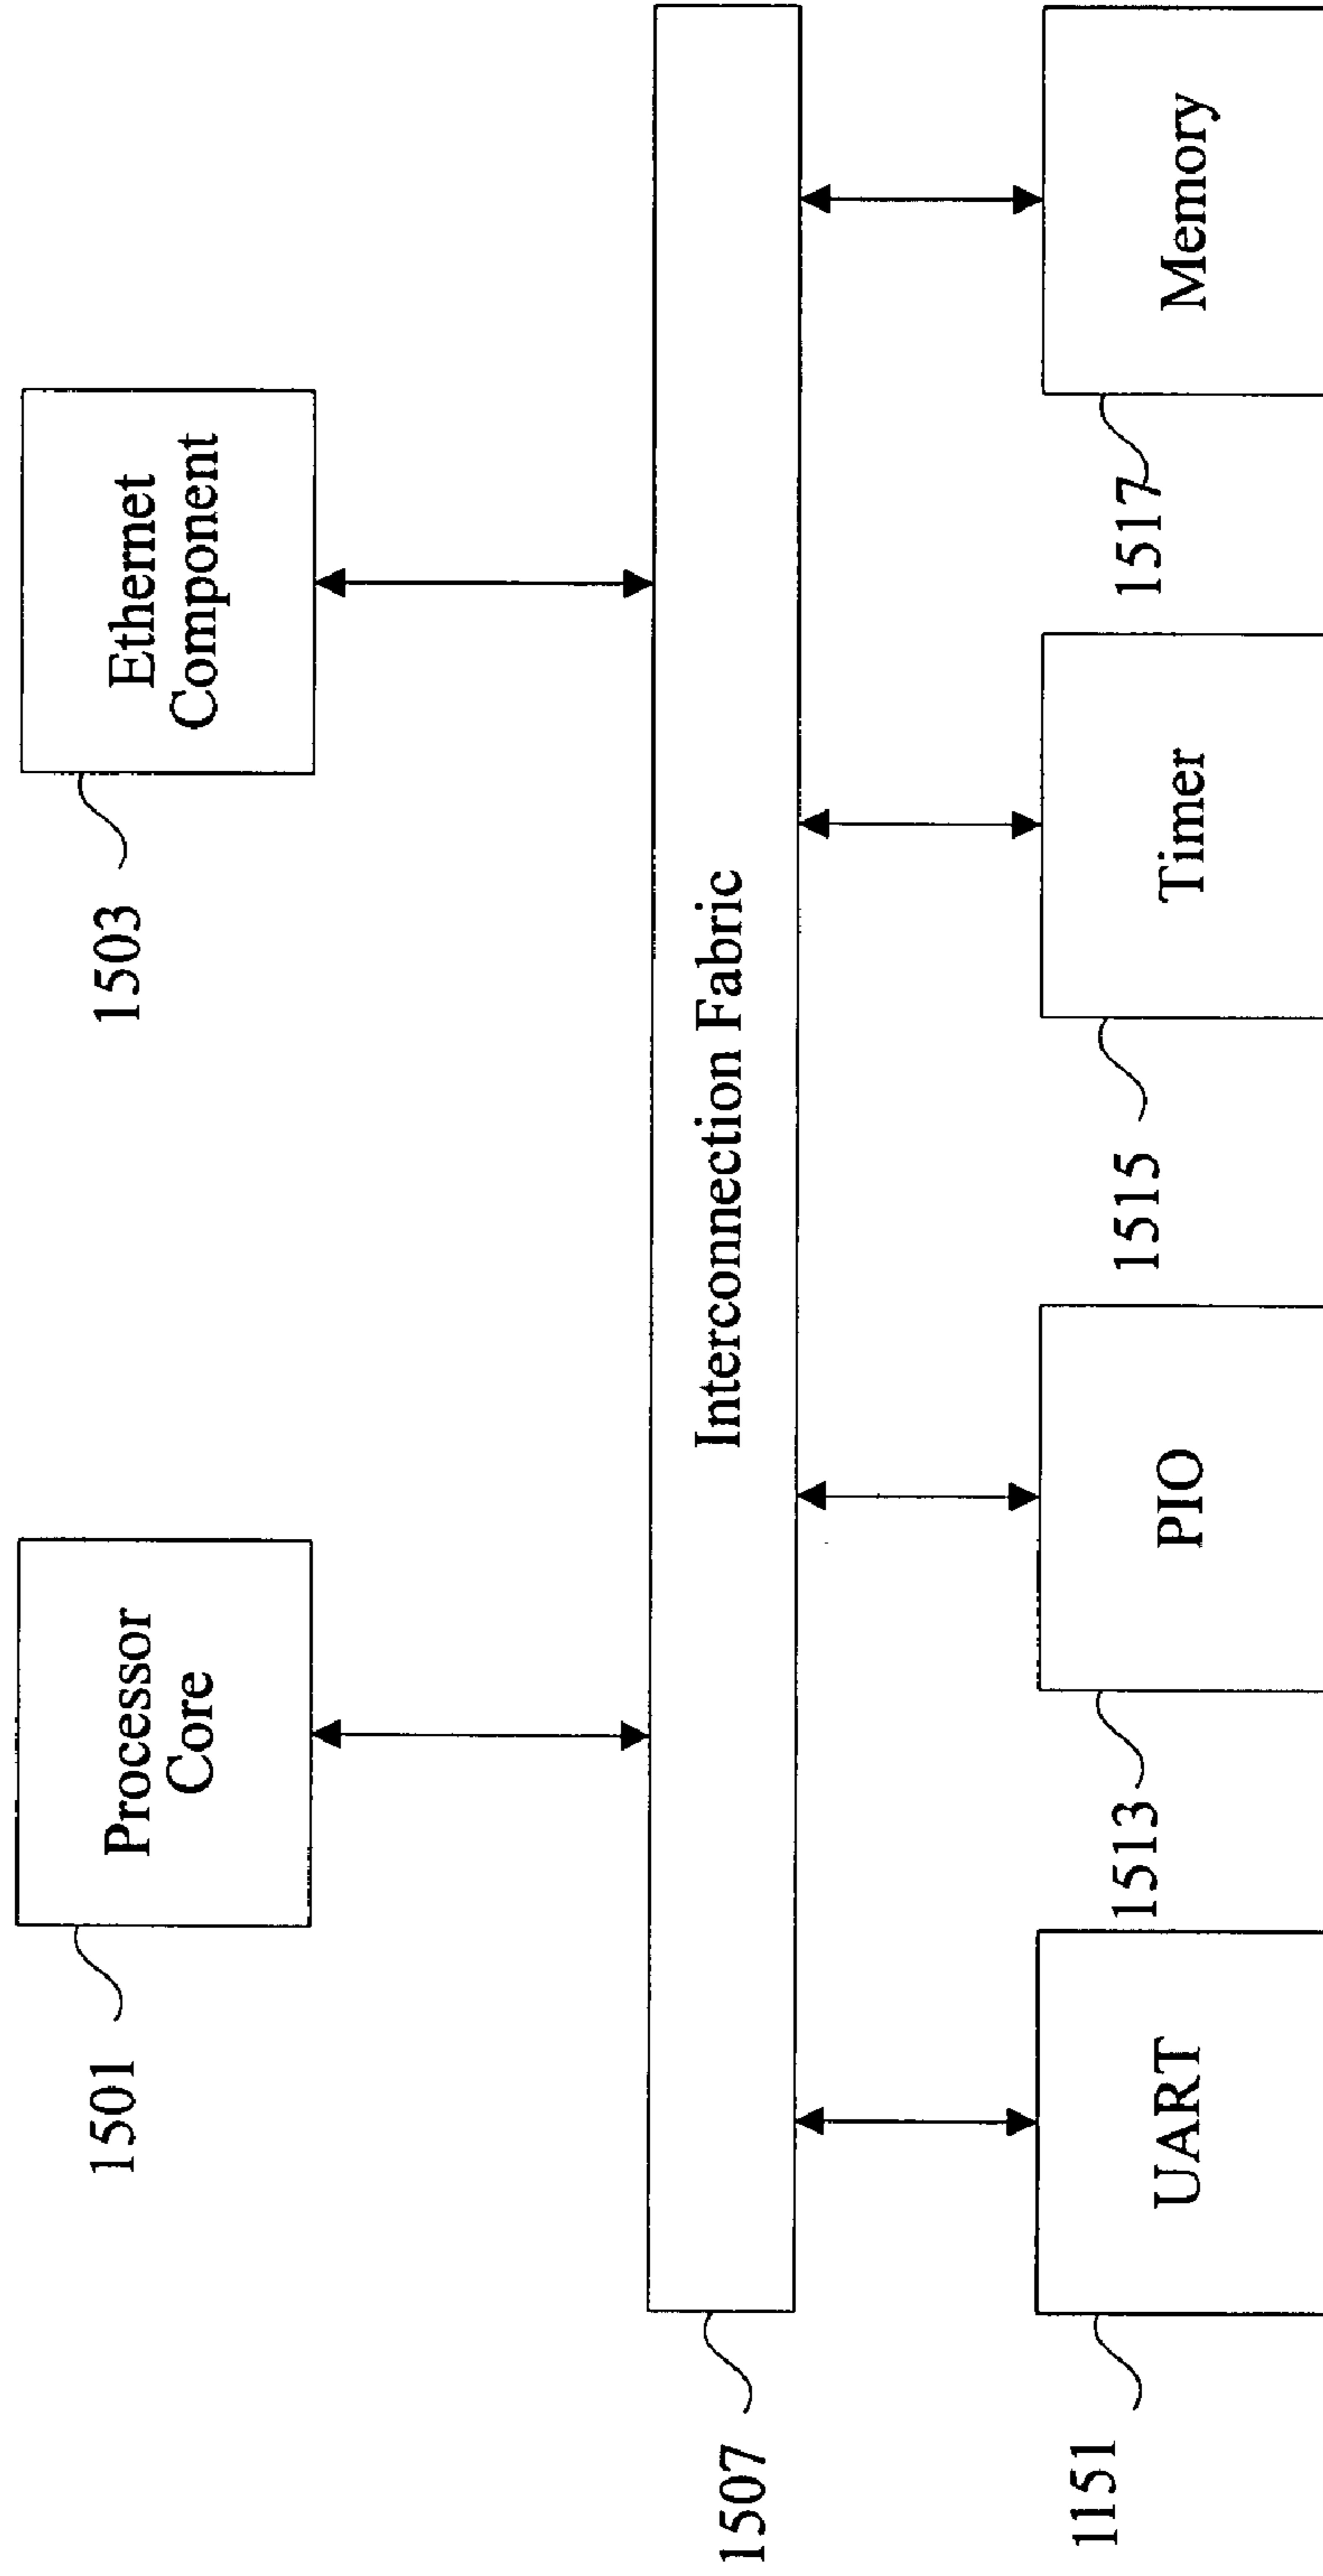 Processor
Core
1501
Ethernet
Component
1503
Interconnection Fabric
1507
UART
1151
PIO
1513
Timer
1515
Memory
1517